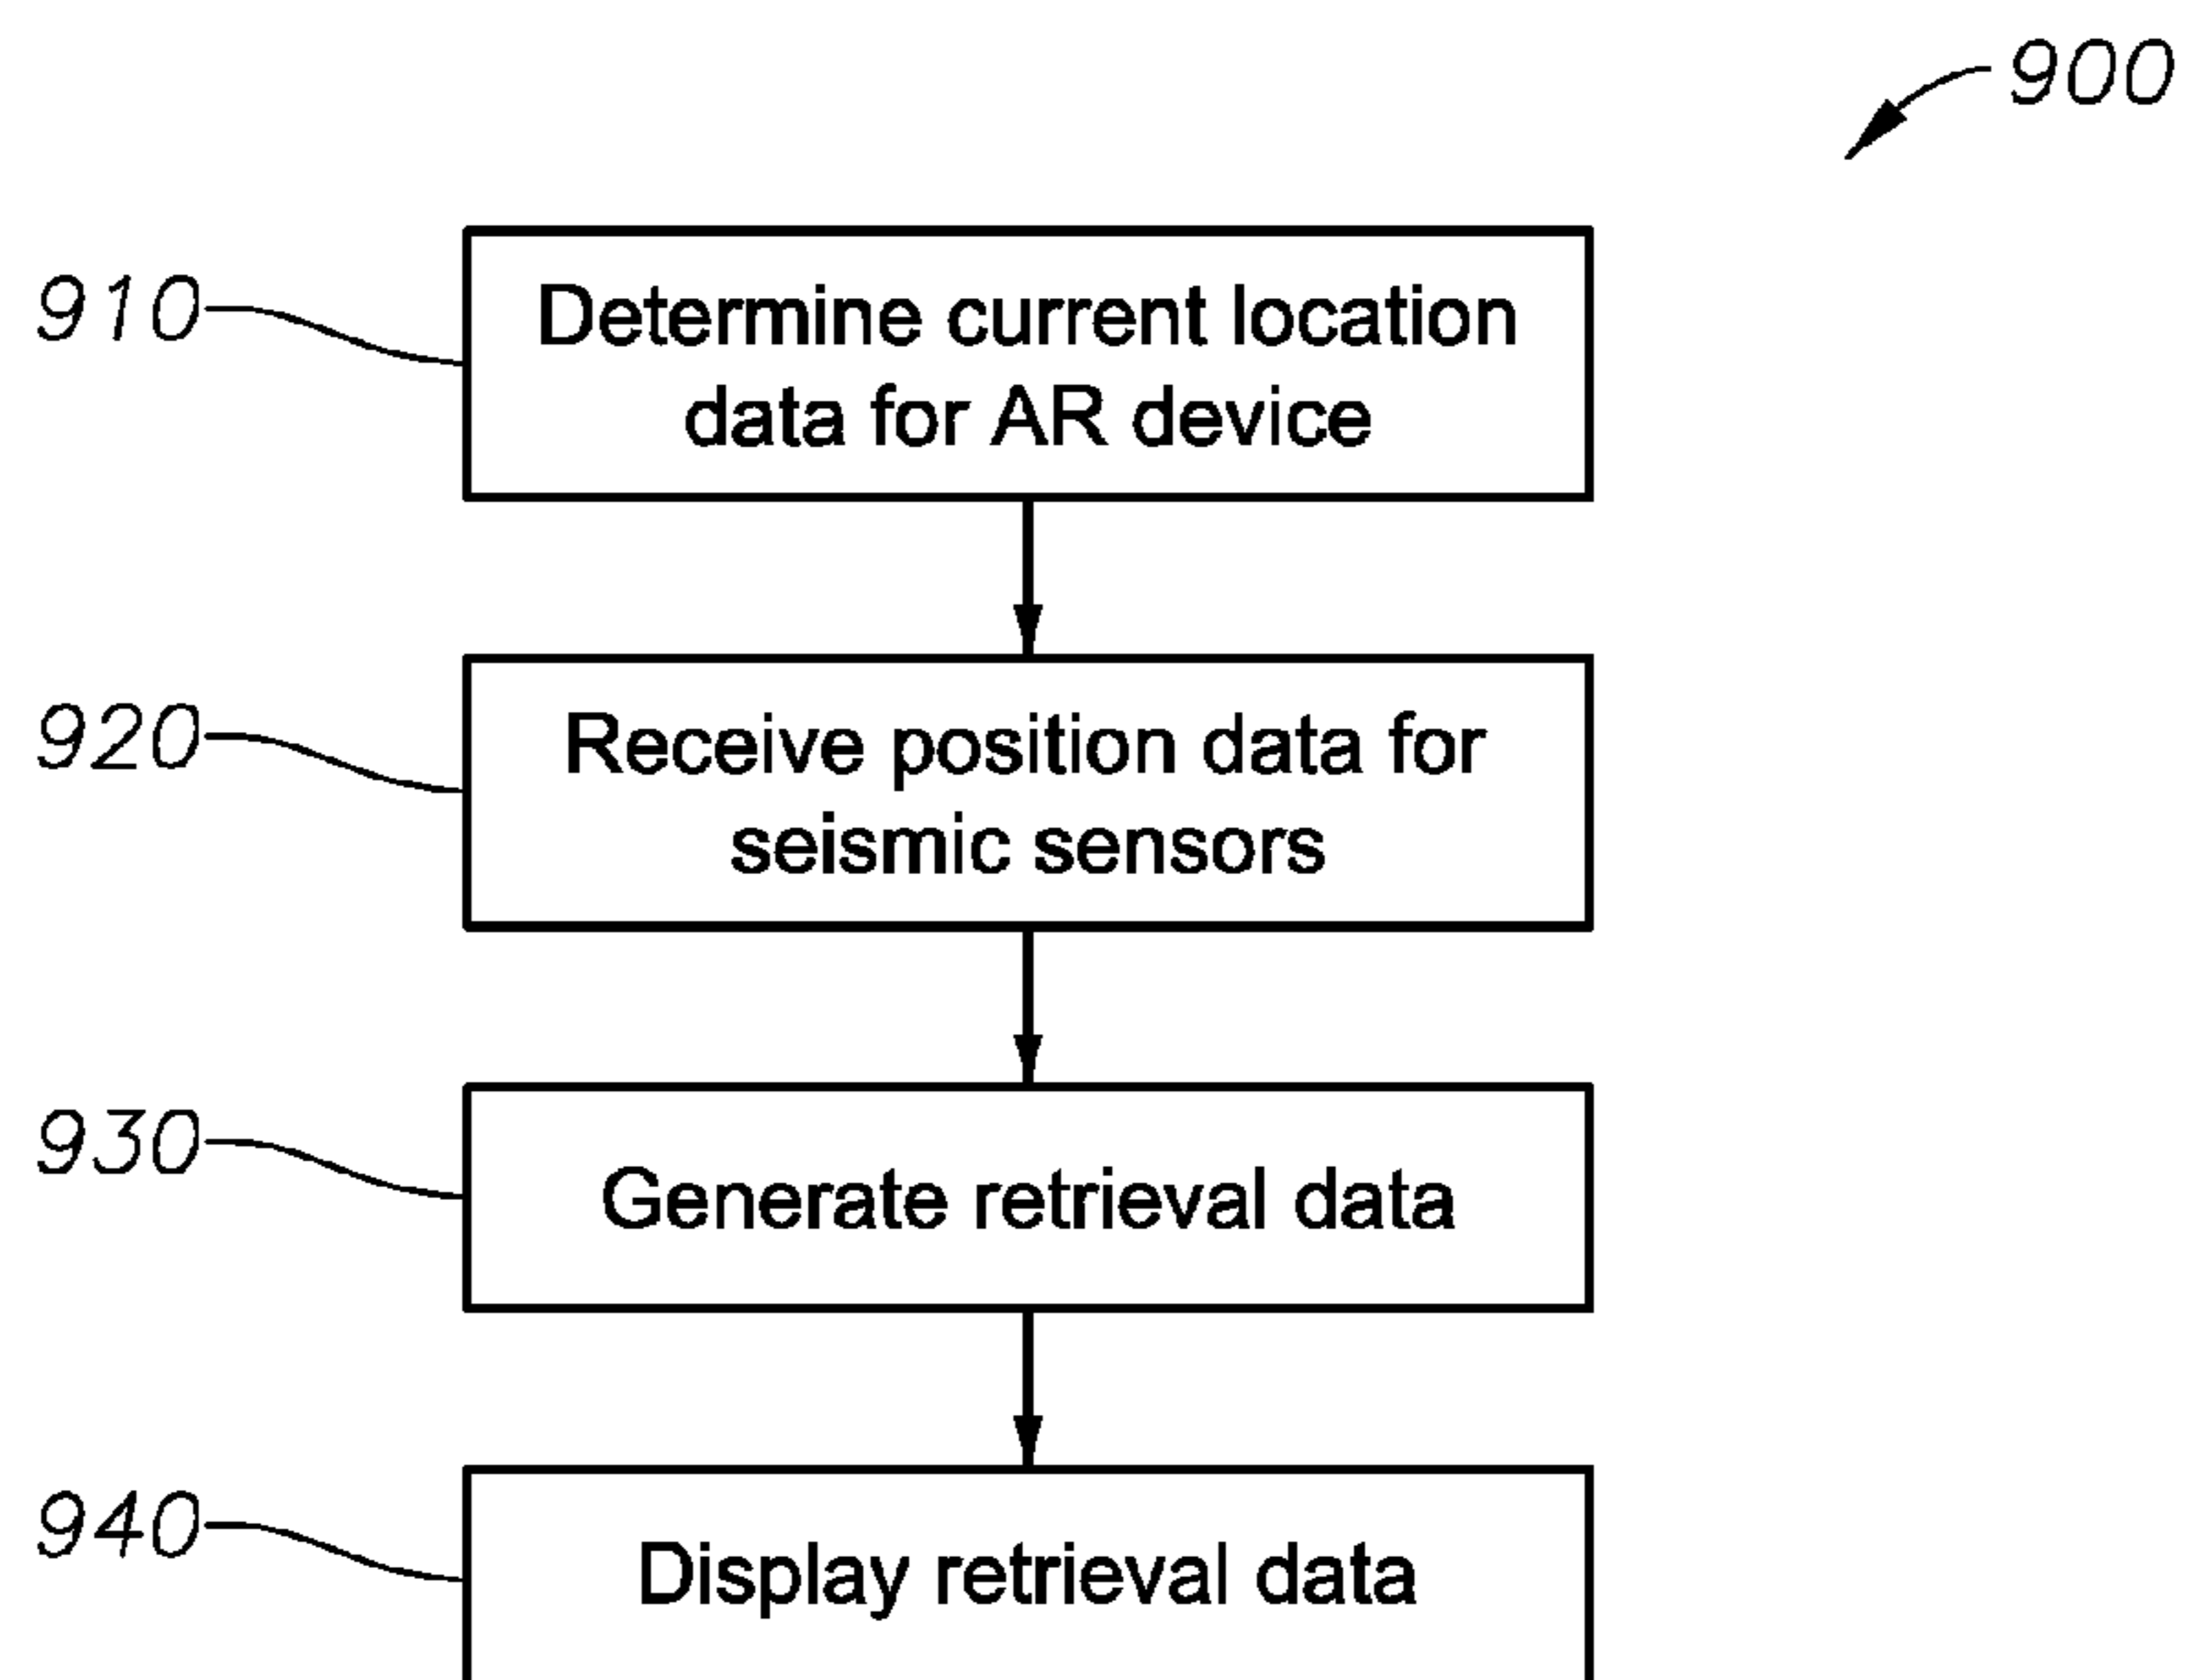 900
910
Determine current location
data for AR device
920
Receive position data for
seismic sensors
930
Generate retrieval data
940
Display retrieval data